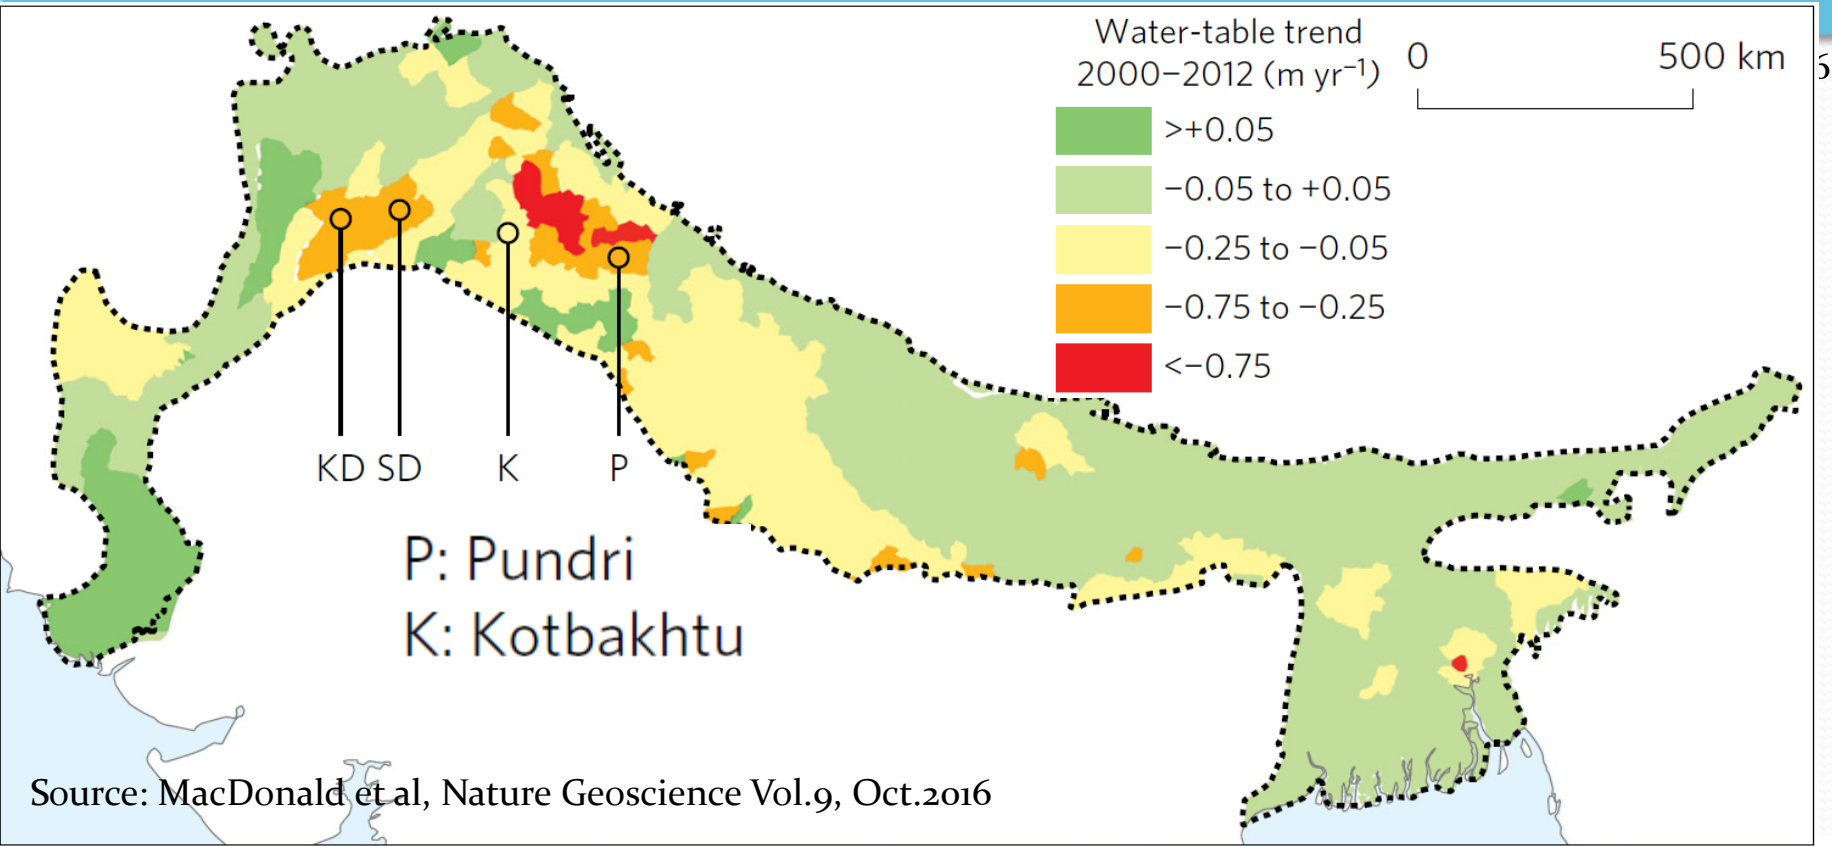 Water-table trend
2000–2012 (m yr⁻¹)
0 500 km
6
>+0.05
−0.05 to +0.05
−0.25 to −0.05
−0.75 to −0.25
<−0.75
KD SD K P
P: Pundri
K: Kotbakhtu
Source: MacDonald et al, Nature Geoscience Vol.9, Oct.2016